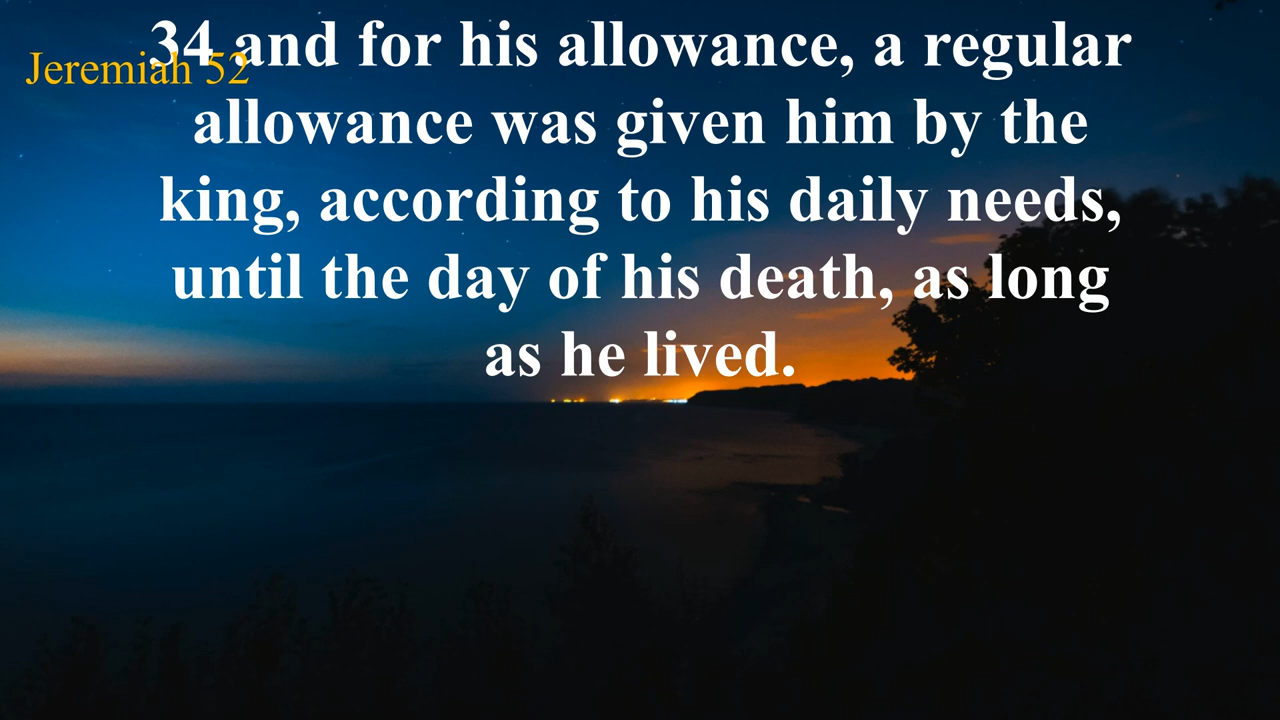 Jeremiah 52
34 and for his allowance, a regular
allowance was given him by the
king, according to his daily needs,
until the day of his death, as long
as he lived.